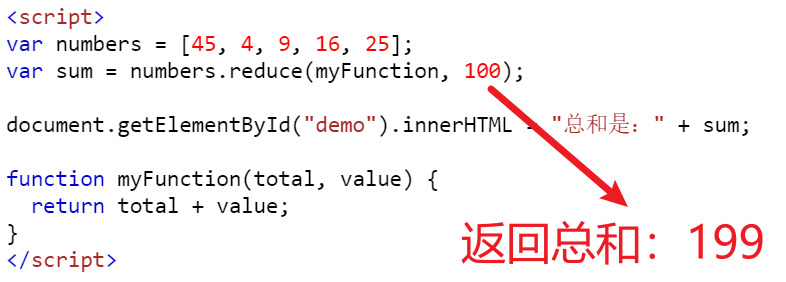 <script>
var numbers = [45, 4, 9, 16, 25];
var sum = numbers.reduce(myFunction, 100);
document.getElementById("demo").innerHTML = "总和是：" + sum;
function myFunction(total, value) {
return total + value;
}
</script>
返回总和：199